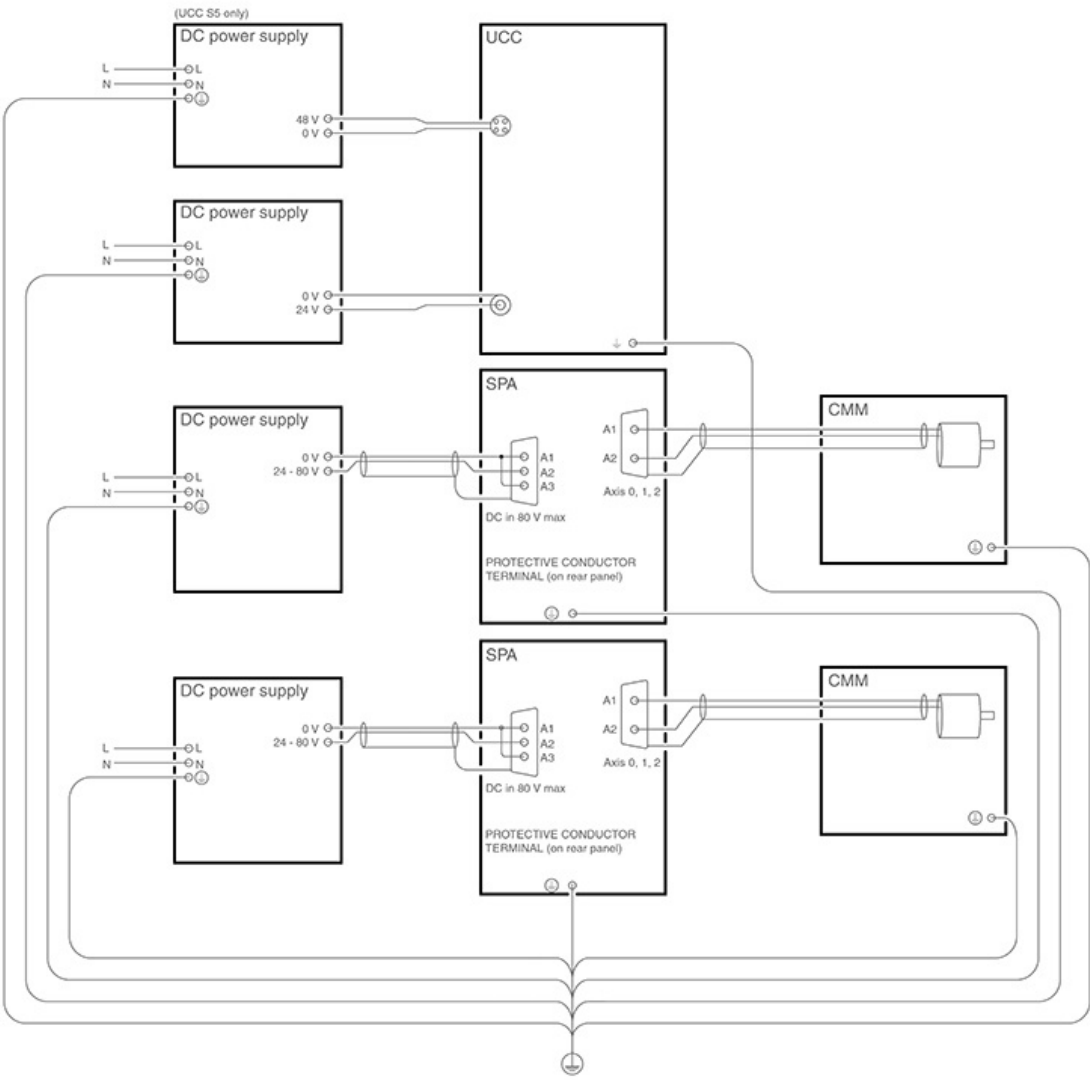 (UCC S5 only)
DC power supply
L
L
N
N
48 V
0 V
UCC
DC power supply
L
L
N
N
0 V
24 V
SPA
A1
A2
Axis 0, 1, 2
A1
A2
A3
DC in 80 V max
PROTECTIVE CONDUCTOR
TERMINAL (on rear panel)
CMM
DC power supply
0 V
24 - 80 V
L
L
N
N
SPA
A1
A2
Axis 0, 1, 2
A1
A2
A3
DC in 80 V max
PROTECTIVE CONDUCTOR
TERMINAL (on rear panel)
CMM
DC power supply
0 V
24 - 80 V
L
L
N
N